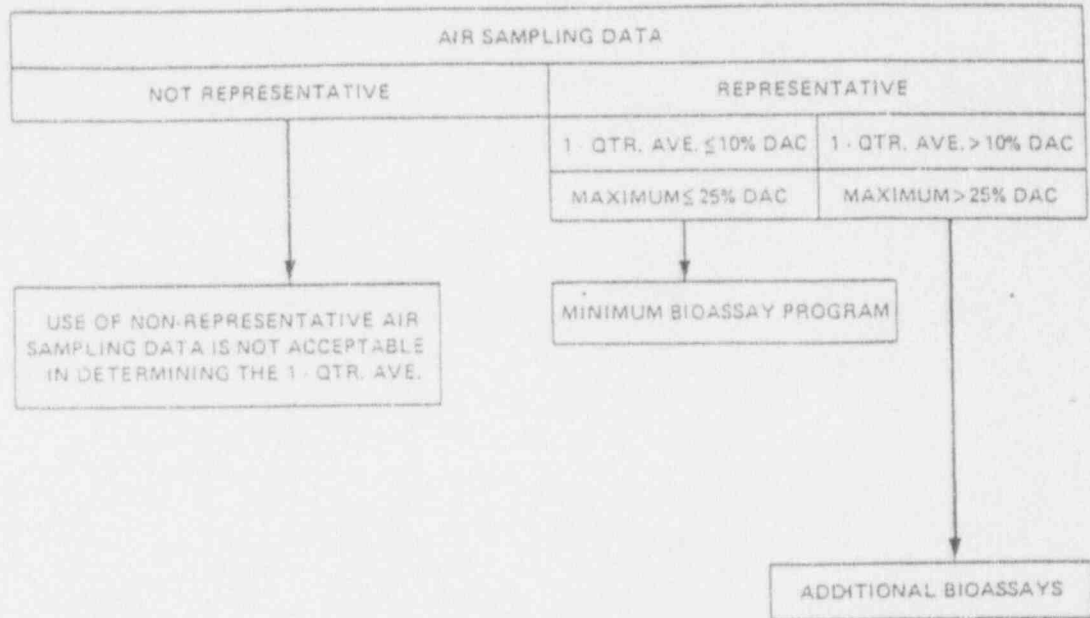 AIR SAMPLING DATA
NOT REPRESENTATIVE
REPRESENTATIVE
1 - QTR. AVE. ≤10% DAC
1 - QTR. AVE. >10% DAC
MAXIMUM ≤ 25% DAC
MAXIMUM > 25% DAC
USE OF NON-REPRESENTATIVE AIR
SAMPLING DATA IS NOT ACCEPTABLE
IN DETERMINING THE 1 - QTR. AVE.
MINIMUM BIOASSAY PROGRAM
ADDITIONAL BIOASSAYS